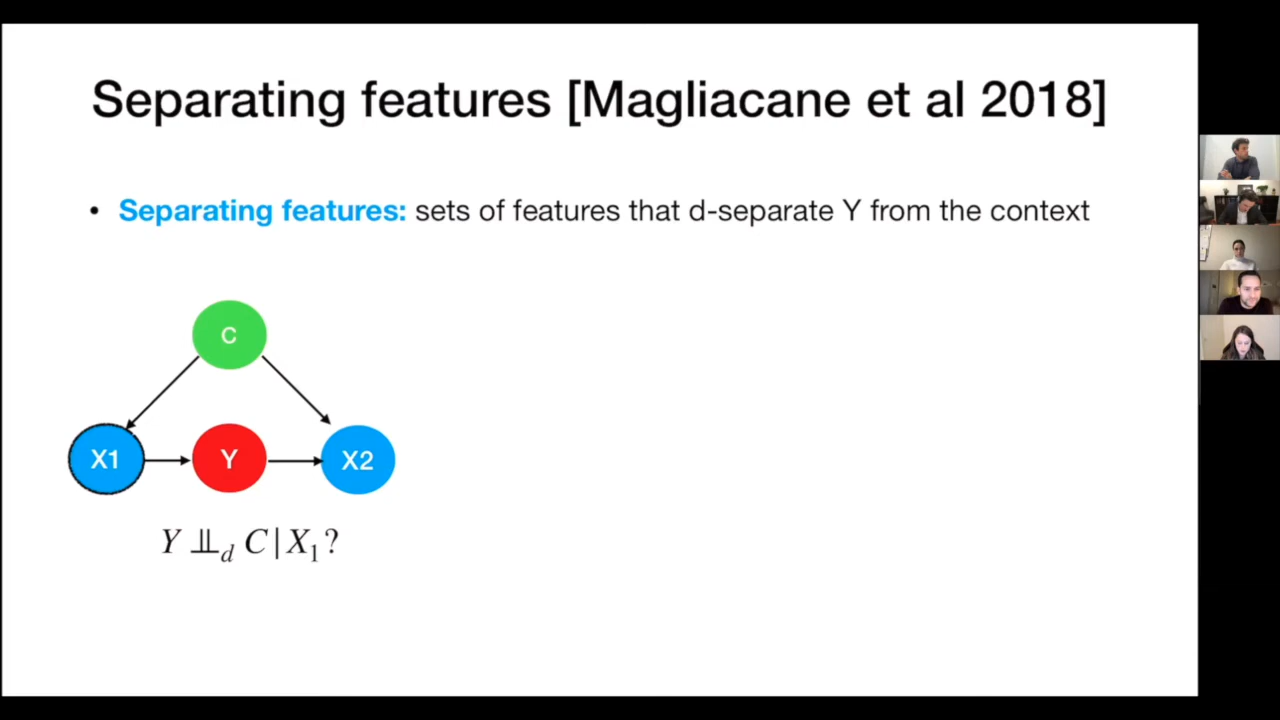 Separating features [Magliacane et al 2018]
• Separating features: sets of features that d-separate Y from the context
C
X1 Y X2
Y ⫫_d C | X_1 ?